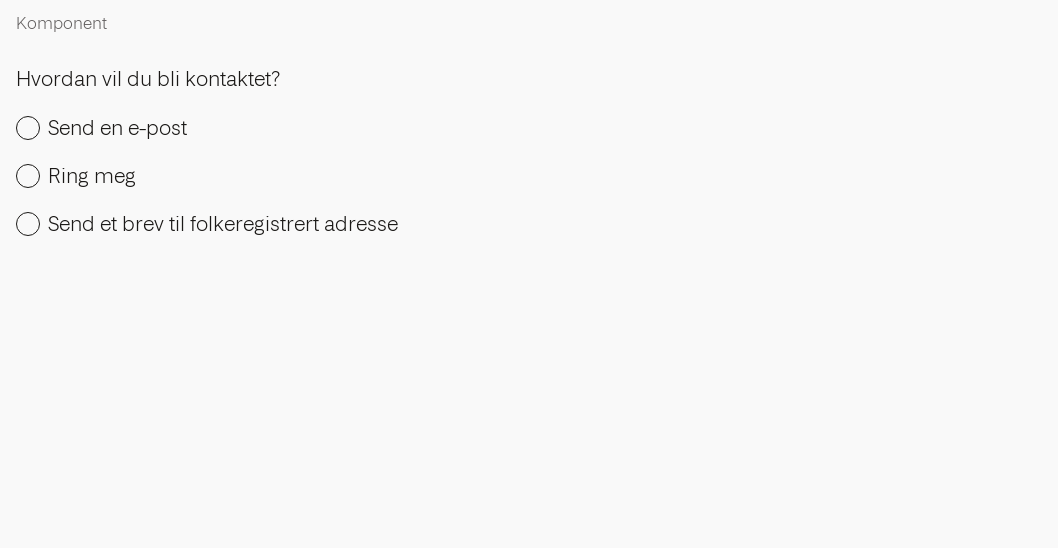 Komponent
Hvordan vil du bli kontaktet?
Send en e-post
Ring meg
Send et brev til folkeregistrert adresse